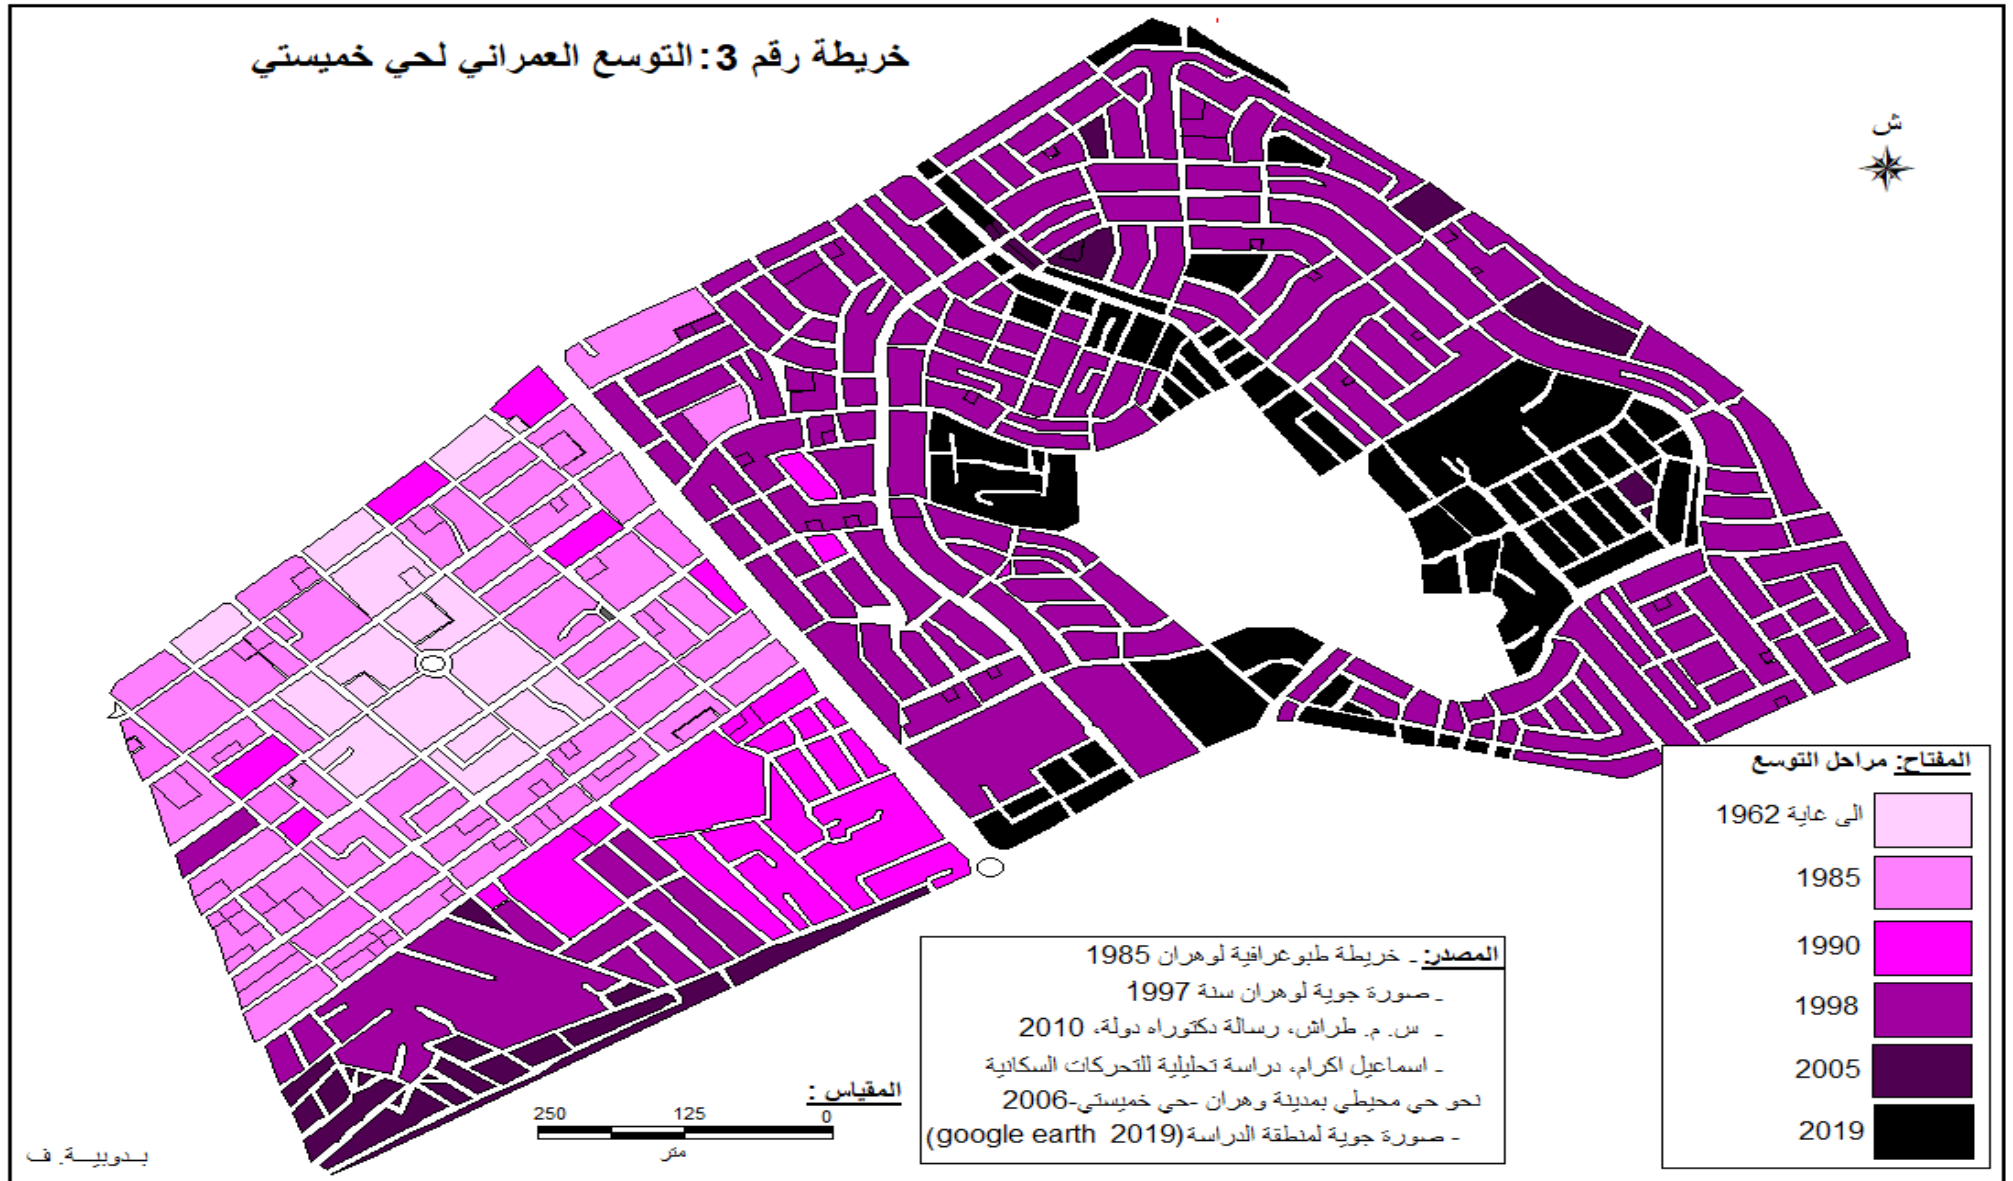 خريطة رقم 3: التوسع العمراني لحي خميستي
ش
المفتاح: مراحل التوسع
الى غاية 1962
1985
1990
1998
2005
2019
المصدر: - خريطة طبوغرافية لوهران 1985
- صورة جوية لوهران سنة 1997
- س. م. طراش، رسالة دكتوراه دولة، 2010
- اسماعيل اكرام، دراسة تحليلية للتحركات السكانية
نحو حي محيطي بمدينة وهران -حي خميستي-2006
- صورة جوية لمنطقة الدراسة (google earth 2019)
المقياس :
250 125 0
متر
بـدوبيـــة. ف